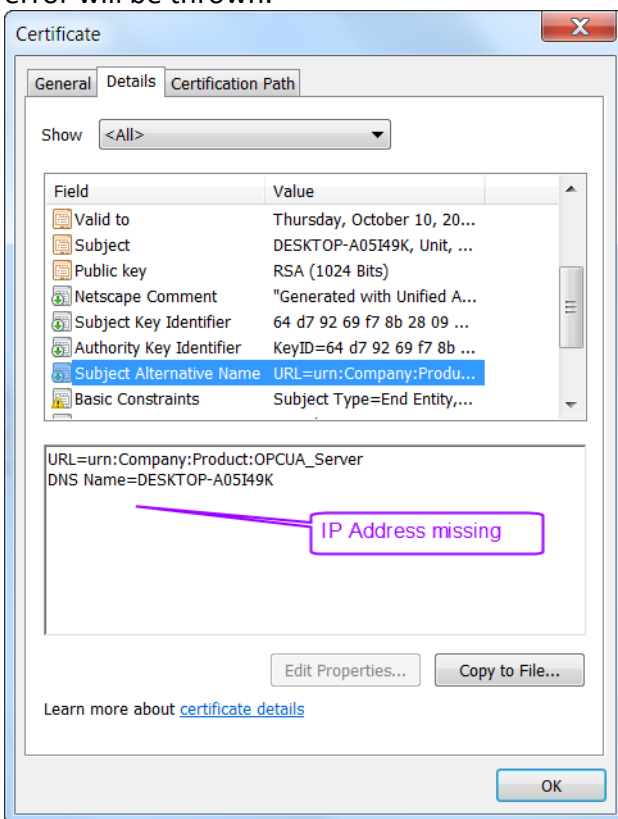 error will be thrown.
Certificate
X
General Details Certification Path
Show <All>
Field Value
Valid to Thursday, October 10, 20...
Subject DESKTOP-A05I49K, Unit, ...
Public key RSA (1024 Bits)
Netscape Comment "Generated with Unified A...
Subject Key Identifier 64 d7 92 69 f7 8b 28 09 ...
Authority Key Identifier KeyID=64 d7 92 69 f7 8b ...
Subject Alternative Name URL=urn:Company:Produ...
Basic Constraints Subject Type=End Entity,...
URL=urn:Company:Product:OPCUA_Server
DNS Name=DESKTOP-A05I49K
IP Address missing
Edit Properties... Copy to File...
Learn more about certificate details
OK